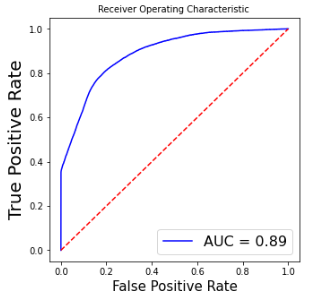 Receiver Operating Characteristic
True Positive Rate
1.0
0.8
0.6
0.4
0.2
0.0
AUC = 0.89
0.0 0.2 0.4 0.6 0.8 1.0
False Positive Rate